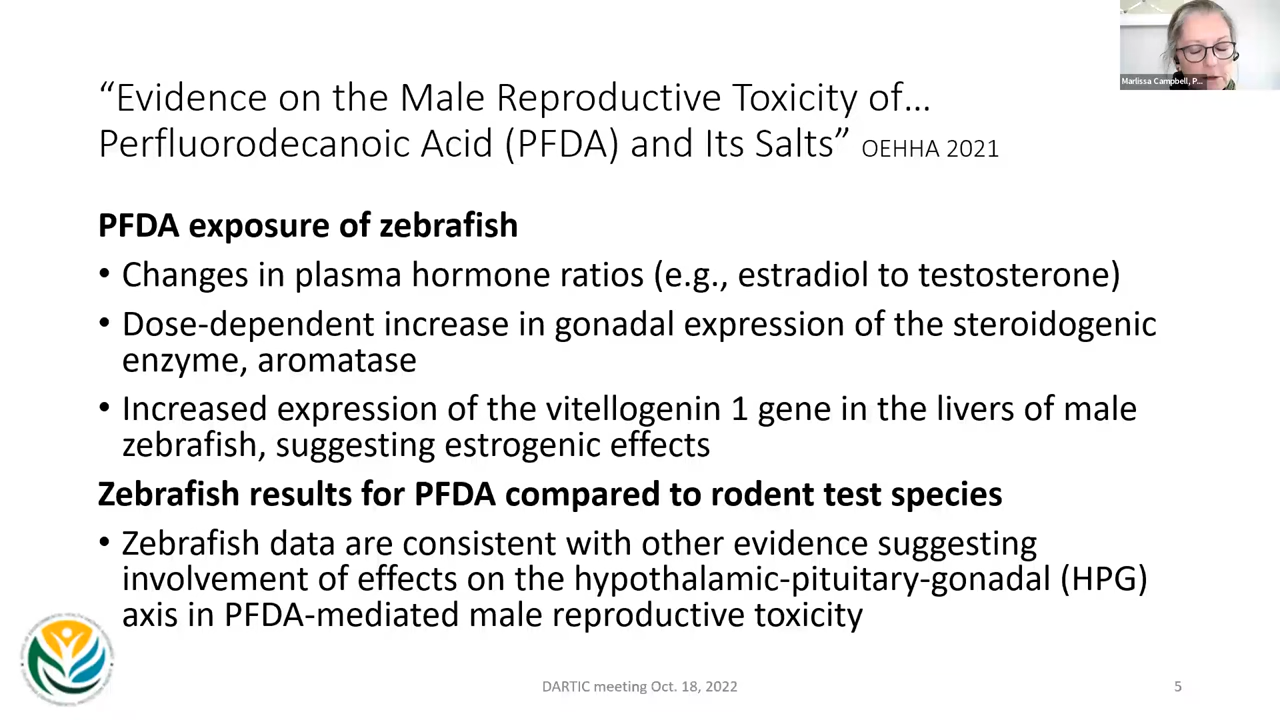 Marlissa Campbell, P...
“Evidence on the Male Reproductive Toxicity of…
Perfluorodecanoic Acid (PFDA) and Its Salts” OEHHA 2021
PFDA exposure of zebrafish
• Changes in plasma hormone ratios (e.g., estradiol to testosterone)
• Dose-dependent increase in gonadal expression of the steroidogenic
enzyme, aromatase
• Increased expression of the vitellogenin 1 gene in the livers of male
zebrafish, suggesting estrogenic effects
Zebrafish results for PFDA compared to rodent test species
• Zebrafish data are consistent with other evidence suggesting
involvement of effects on the hypothalamic-pituitary-gonadal (HPG)
axis in PFDA-mediated male reproductive toxicity
DARTIC meeting Oct. 18, 2022
5